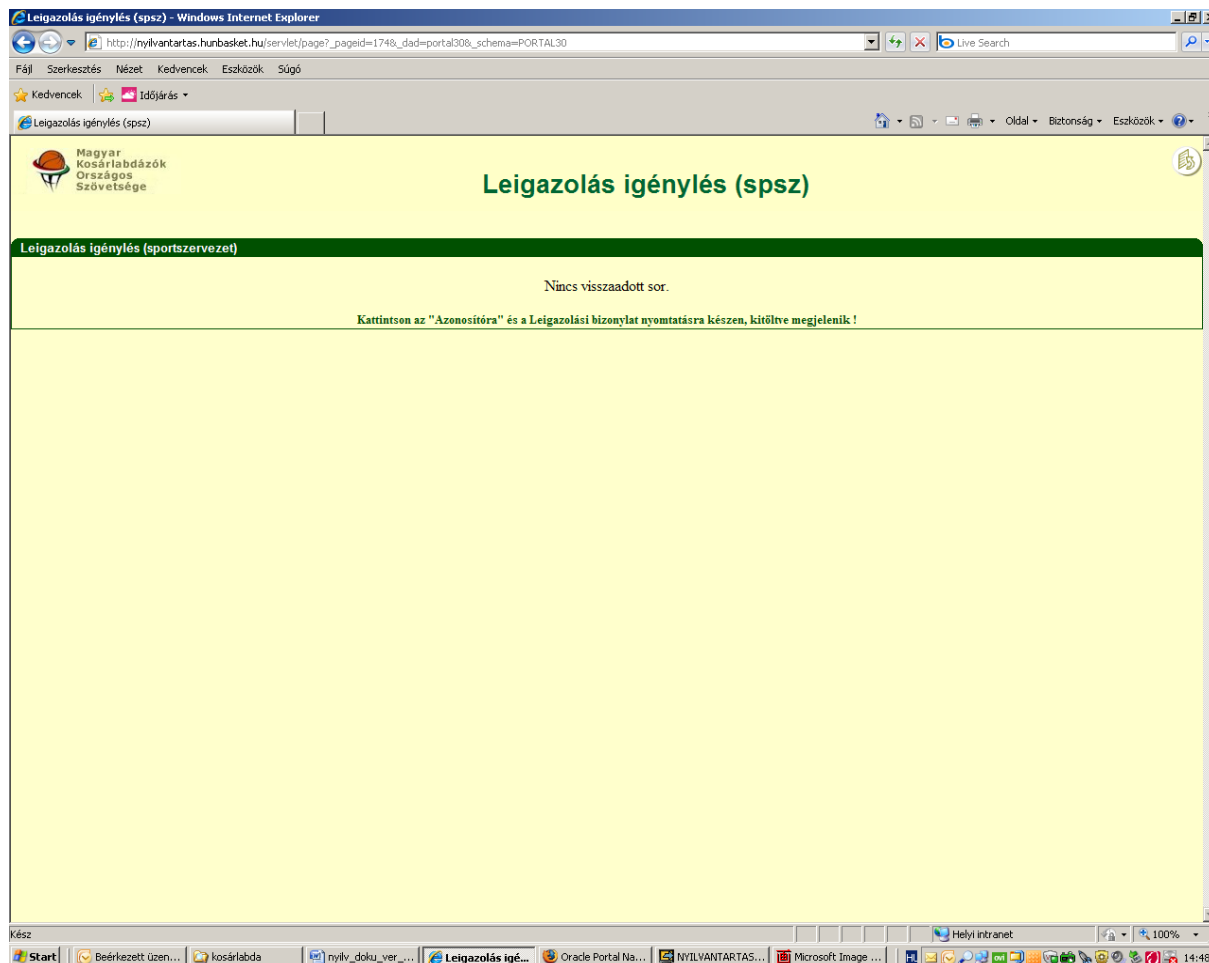 Leigazolás igénylés (spsz) - Windows Internet Explorer
http://nyilvantartas.hunbasket.hu/servlet/page?_pageid=174&_dad=portal30&_schema=PORTAL30
Live Search
Fájl Szerkesztés Nézet Kedvencek Eszközök Súgó
Kedvencek Időjárás
Leigazolás igénylés (spsz)
Oldal Biztonság Eszközök
Magyar
Kosárlabdázók
Országos
Szövetsége
Leigazolás igénylés (spsz)
Leigazolás igénylés (sportszervezet)
Nincs visszaadott sor.
Kattintson az "Azonosítóra" és a Leigazolási bizonylat nyomtatásra készen, kitöltve megjelenik !
Kész
Helyi intranet
100%
Start
Beérkezett üzen...
kosárlabda
nyilv_doku_ver_...
Leigazolás igé...
Oracle Portal Na...
NYILVANTARTAS...
Microsoft Image ...
HU
14:48